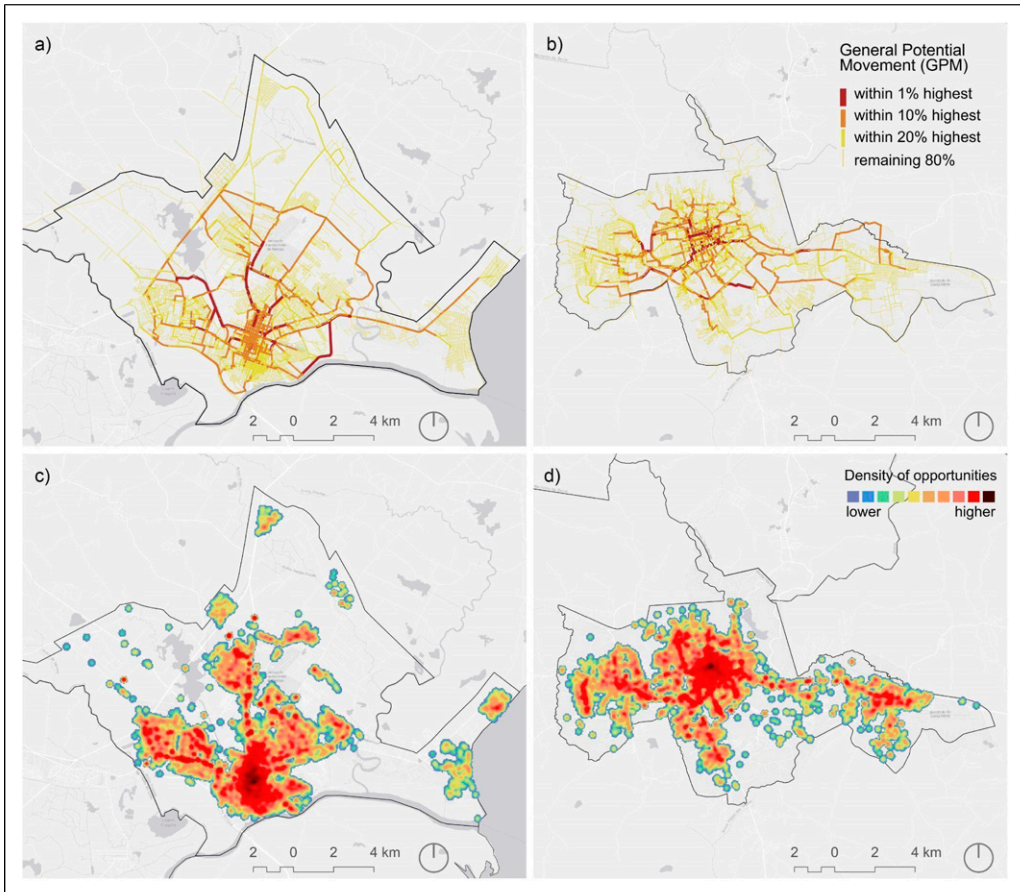 a)
b)
General Potential
Movement (GPM)
within 1% highest
within 10% highest
within 20% highest
remaining 80%
2 0 2 4 km
2 0 2 4 km
c)
d)
Density of opportunities
lower higher
2 0 2 4 km
2 0 2 4 km